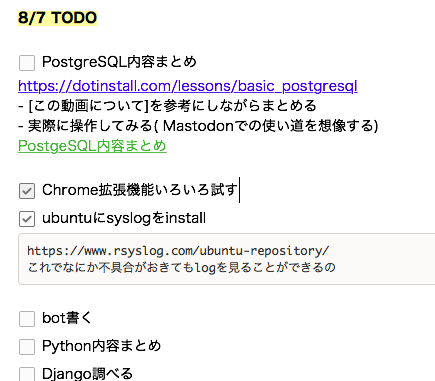 8/7 TODO
PostgreSQL内容まとめ
https://dotinstall.com/lessons/basic_postgresql
- [この動画について]を参考にしながらまとめる
- 実際に操作してみる( Mastodonでの使い道を想像する)
PostgeSQL内容まとめ
Chrome拡張機能いろいろ試す
ubuntuにsyslogをinstall
https://www.rsyslog.com/ubuntu-repository/
これでなにか不具合がおきてもlogを見ることができるの
bot書く
Python内容まとめ
Django調べる